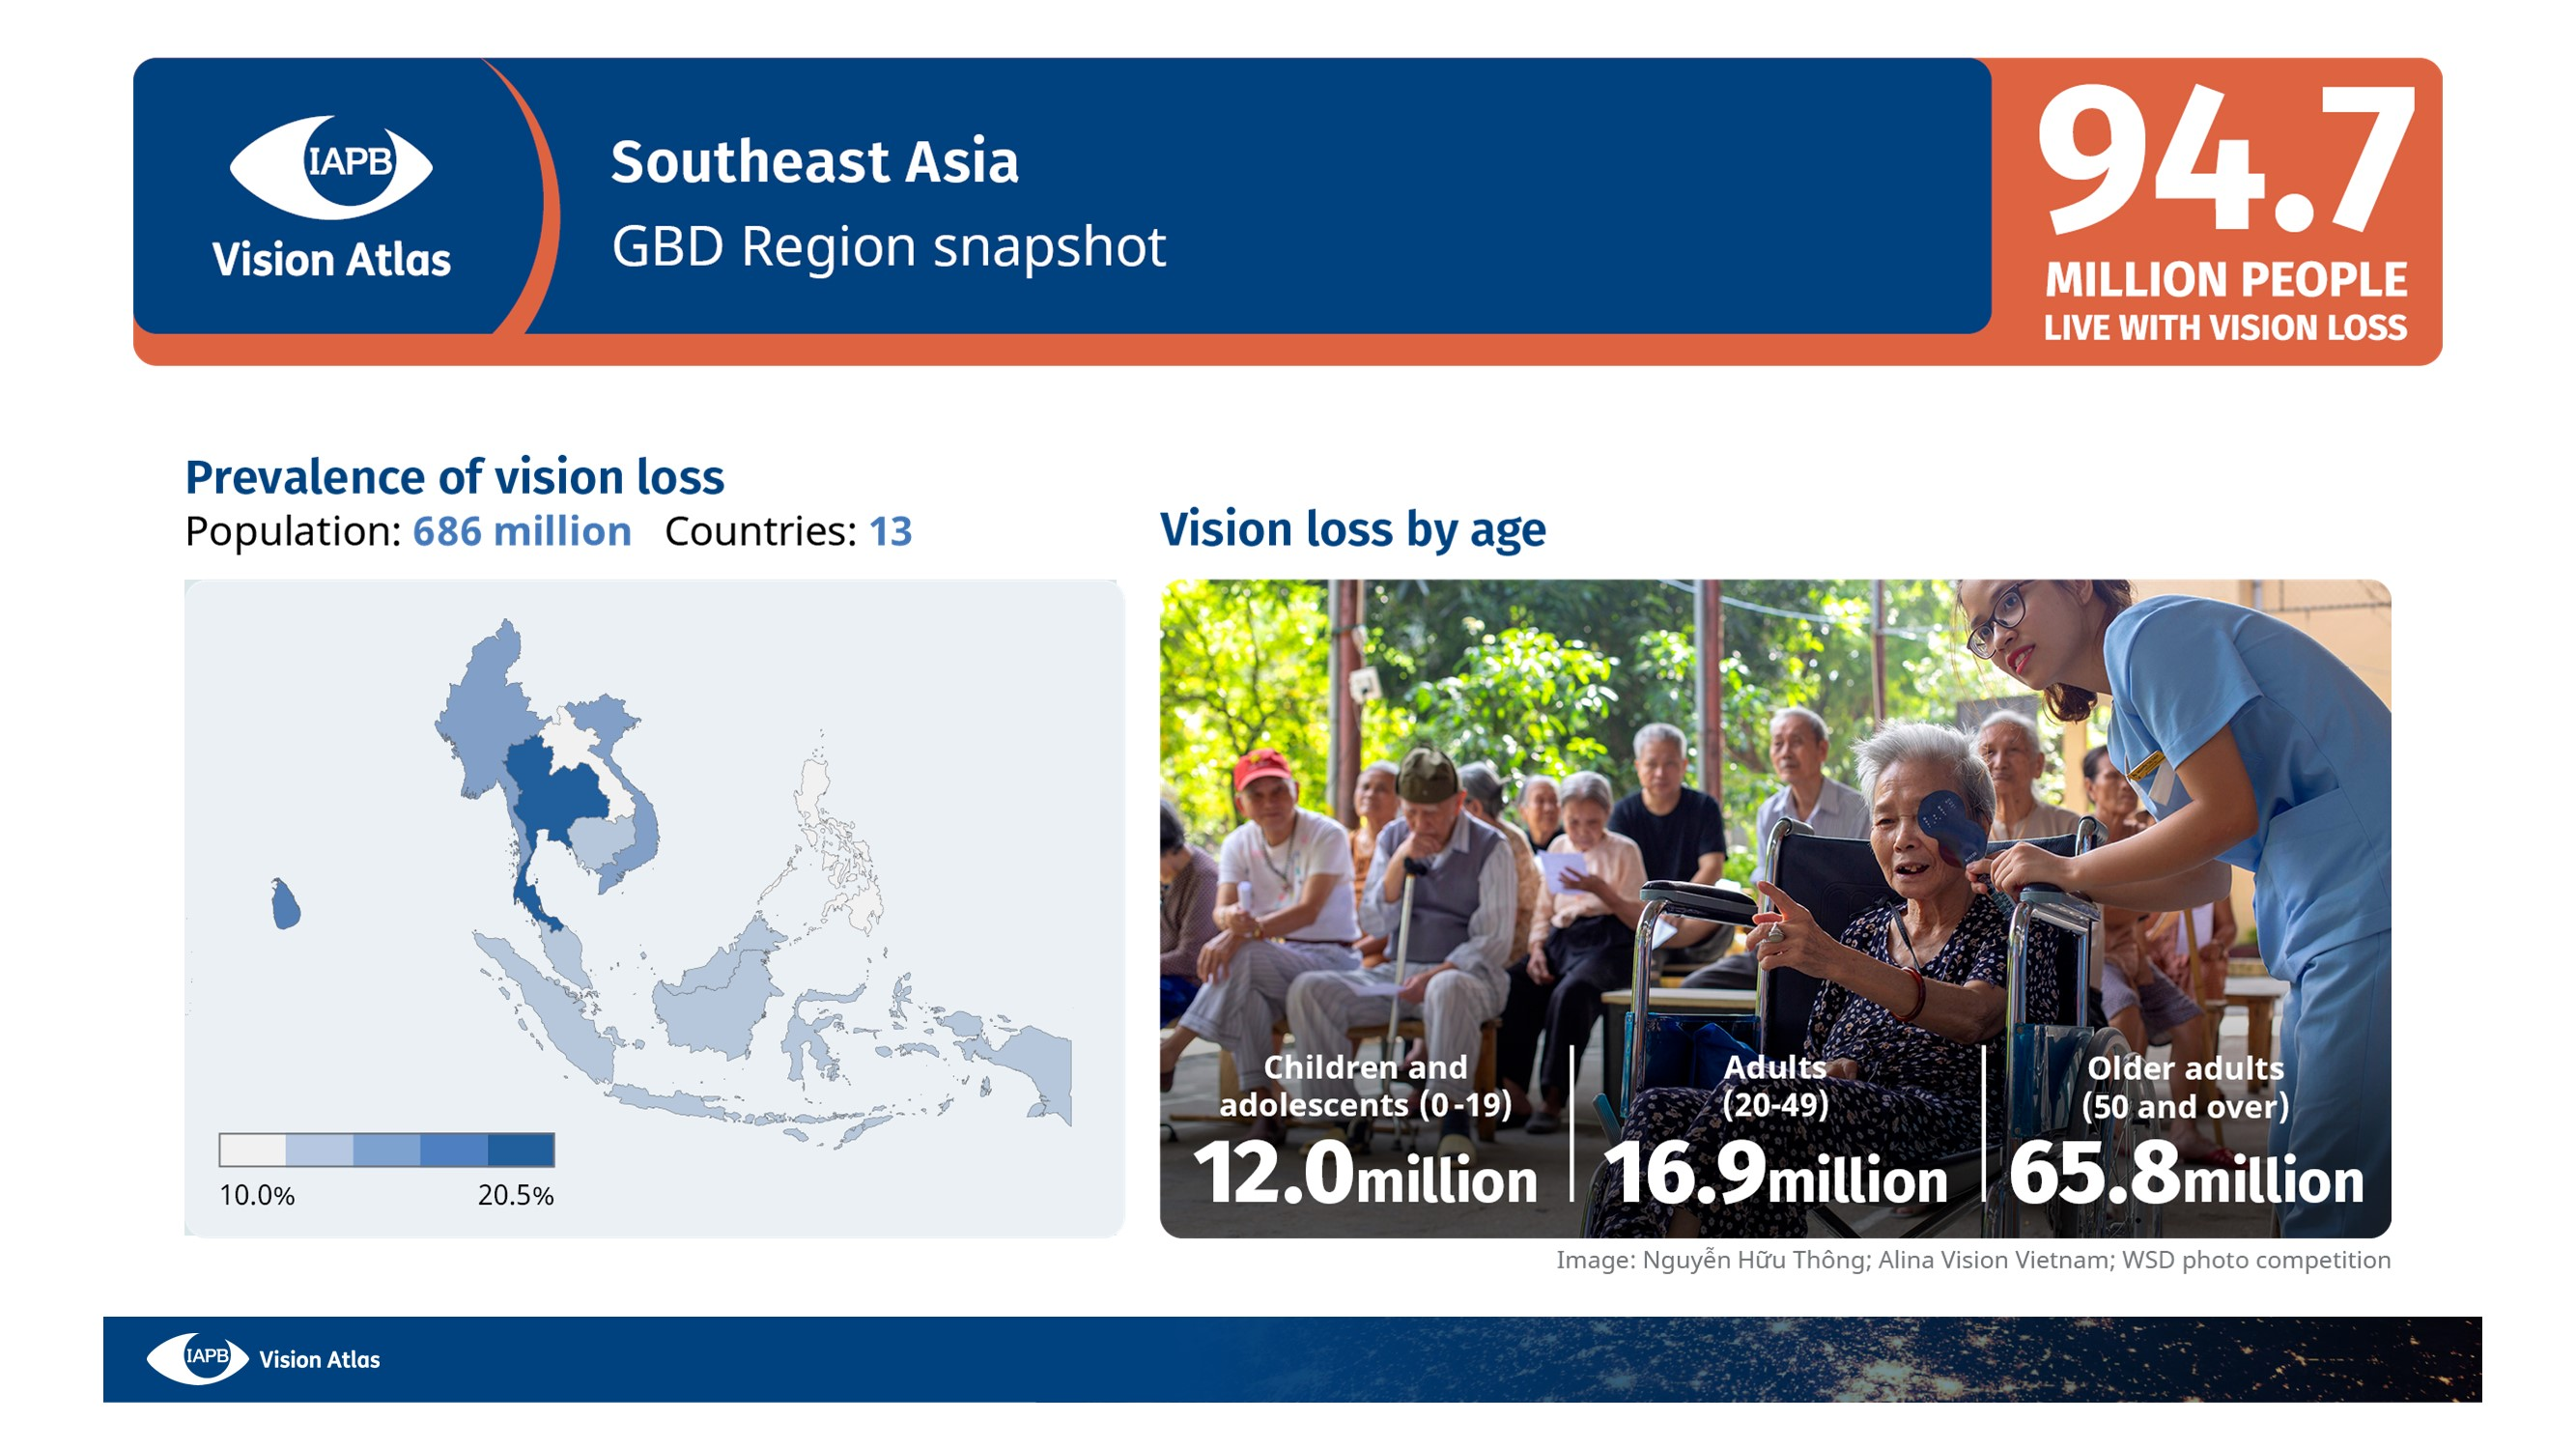 IAPB
Vision Atlas
Southeast Asia
GBD Region snapshot
94.7
MILLION PEOPLE
LIVE WITH VISION LOSS
Prevalence of vision loss
Population: 686 million Countries: 13
10.0% 20.5%
Vision loss by age
Children and
adolescents (0-19)
12.0million
Adults
(20-49)
16.9million
Older adults
(50 and over)
65.8million
Image: Nguyễn Hữu Thông; Alina Vision Vietnam; WSD photo competition
IAPB Vision Atlas